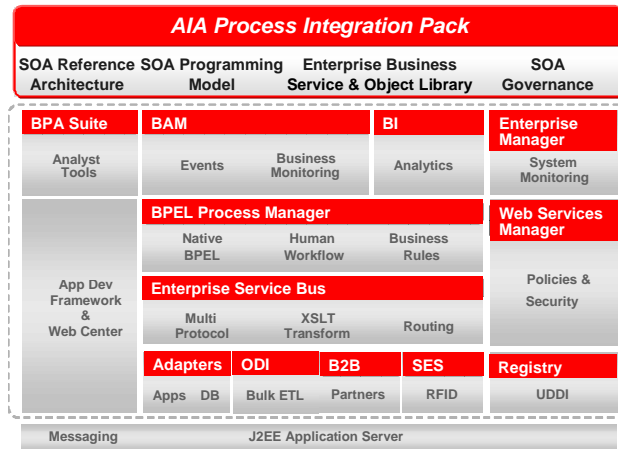 AIA Process Integration Pack
SOA Reference Architecture
SOA Programming Model
Enterprise Business Service & Object Library
SOA Governance
BPA Suite
BAM
BI
Enterprise Manager
Analyst Tools
Events
Business Monitoring
Analytics
System Monitoring
BPEL Process Manager
Web Services Manager
Native BPEL
Human Workflow
Business Rules
App Dev Framework & Web Center
Enterprise Service Bus
Policies & Security
Multi Protocol
XSLT Transform
Routing
Adapters
ODI
B2B
SES
Registry
Apps DB
Bulk ETL
Partners
RFID
UDDI
Messaging
J2EE Application Server